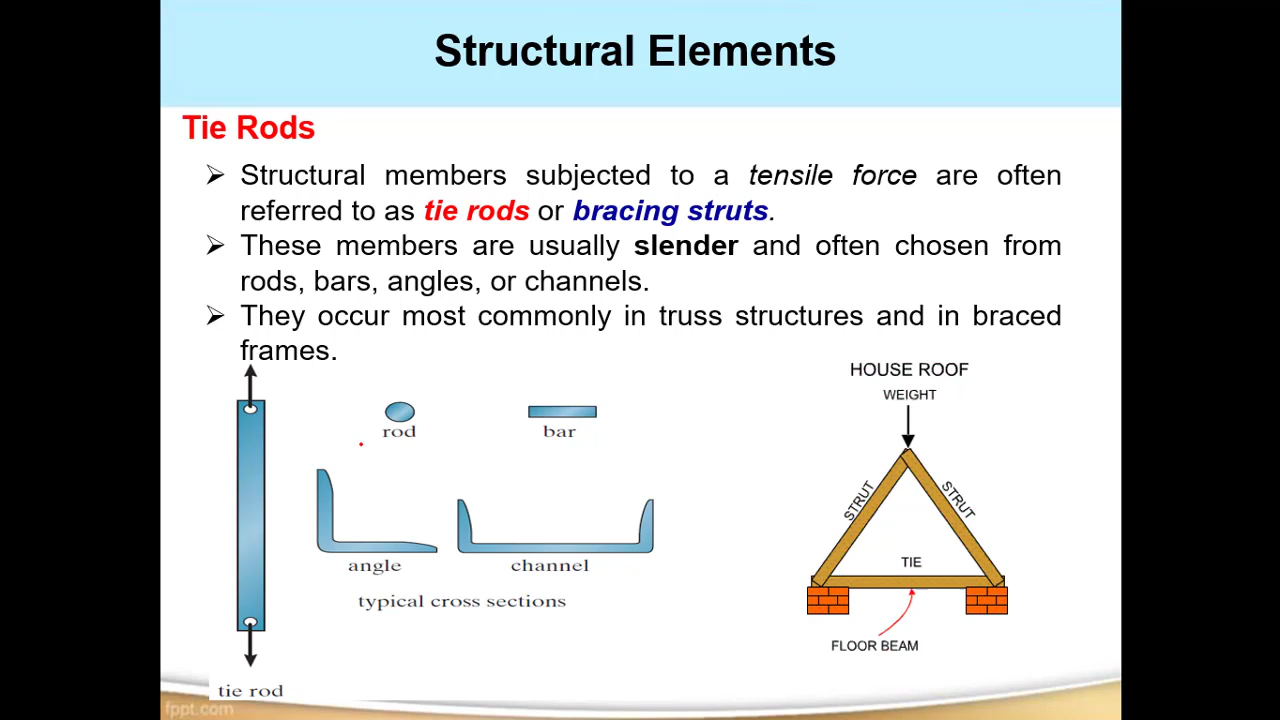 Structural Elements
Tie Rods
➢ Structural members subjected to a tensile force are often
referred to as tie rods or bracing struts.
➢ These members are usually slender and often chosen from
rods, bars, angles, or channels.
➢ They occur most commonly in truss structures and in braced
frames.
rod
bar
angle
channel
typical cross sections
tie rod
HOUSE ROOF
WEIGHT
STRUT
STRUT
TIE
FLOOR BEAM
fppt.com